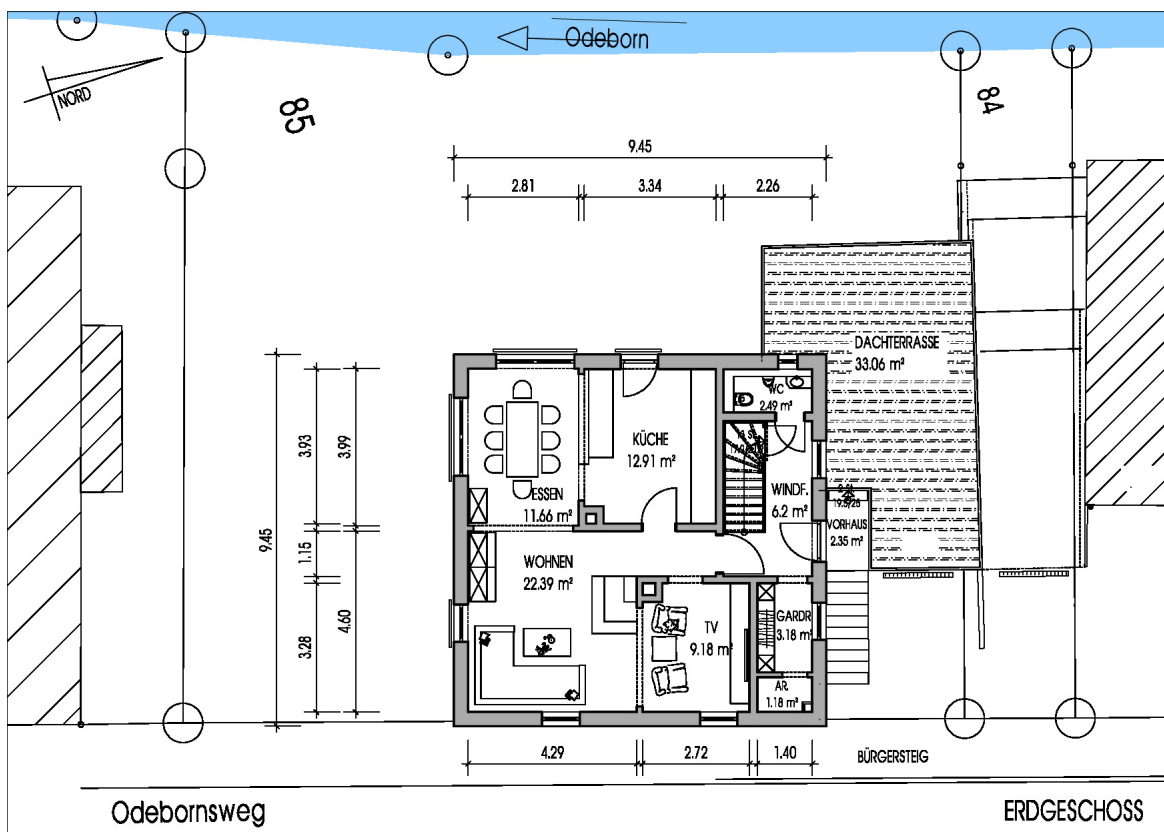 Odeborn
NORD
85
84
9.45
2.81 3.34 2.26
DACHTERRASSE
33.06 m²
WC
2.49 m²
3.93
3.99
KÜCHE
12.91 m²
ESSEN
11.66 m²
WINDF.
6.2 m²
VORHAUS
2.35 m²
9.45
1.15
WOHNEN
22.39 m²
4.60
3.28
TV
9.18 m²
GARDR
3.18 m²
AR.
1.18 m²
4.29 2.72 1.40
BÜRGERSTEIG
Odebornsweg
ERDGESCHOSS